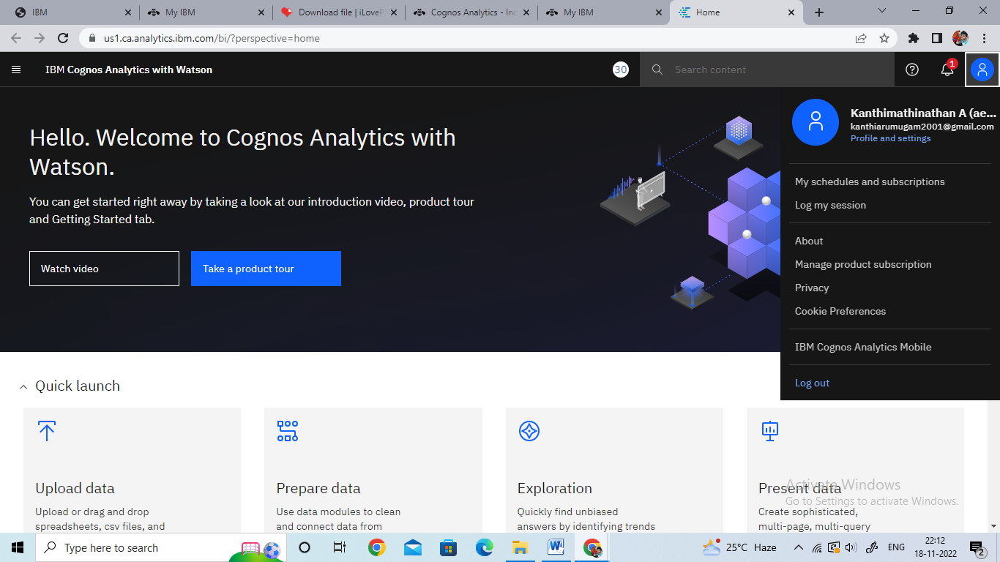 IBM
My IBM
Download file | iLoveP
Cognos Analytics - In
My IBM
Home
us1.ca.analytics.ibm.com/bi/?perspective=home
IBM Cognos Analytics with Watson
30
Search content
1
Hello. Welcome to Cognos Analytics with
Watson.
You can get started right away by taking a look at our introduction video, product tour
and Getting Started tab.
Watch video
Take a product tour
Kanthimathinathan A (ae...
kanthiarumugam2001@gmail.com
Profile and settings
My schedules and subscriptions
Log my session
About
Manage product subscription
Privacy
Cookie Preferences
IBM Cognos Analytics Mobile
Log out
Quick launch
Upload data
Upload or drag and drop
spreadsheets, csv files, and
Prepare data
Use data modules to clean
and connect data from
Exploration
Quickly find unbiased
answers by identifying trends
Present data
Create sophisticated,
multi-page, multi-query
Activate Windows
Go to Settings to activate Windows.
Type here to search
25°C Haze
ENG
22:12
18-11-2022
2